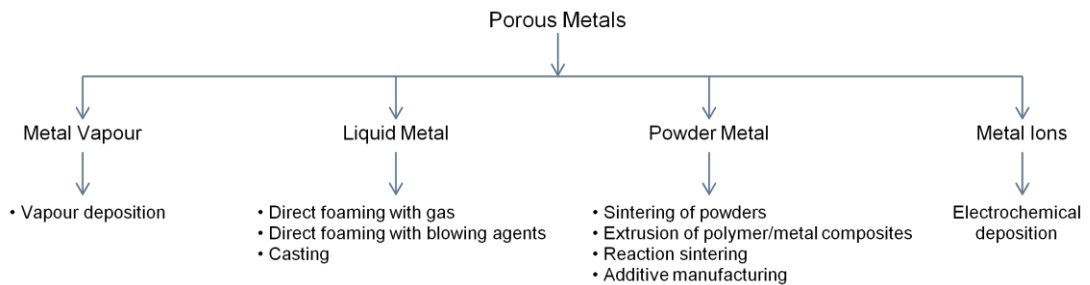 Porous Metals
Metal Vapour
Liquid Metal
Powder Metal
Metal Ions
• Vapour deposition
• Direct foaming with gas
• Direct foaming with blowing agents
• Casting
• Sintering of powders
• Extrusion of polymer/metal composites
• Reaction sintering
• Additive manufacturing
Electrochemical
deposition